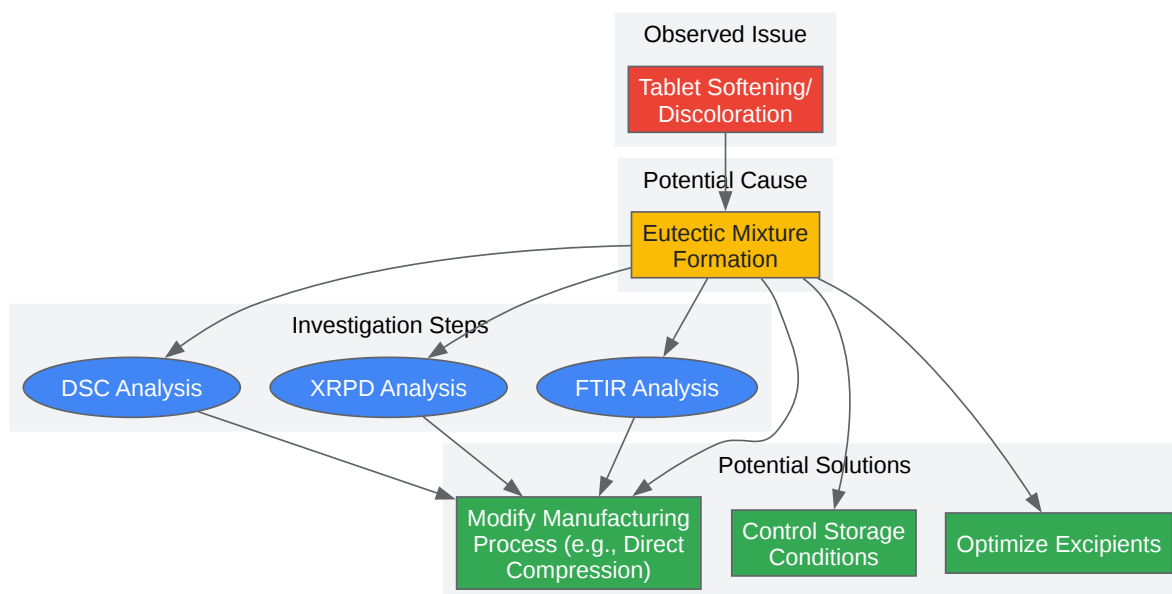 Observed Issue
Tablet Softening/
Discoloration
Potential Cause
Eutectic Mixture
Formation
Investigation Steps
DSC Analysis
XRPD Analysis
FTIR Analysis
Potential Solutions
Modify Manufacturing
Process (e.g., Direct
Compression)
Control Storage
Conditions
Optimize Excipients